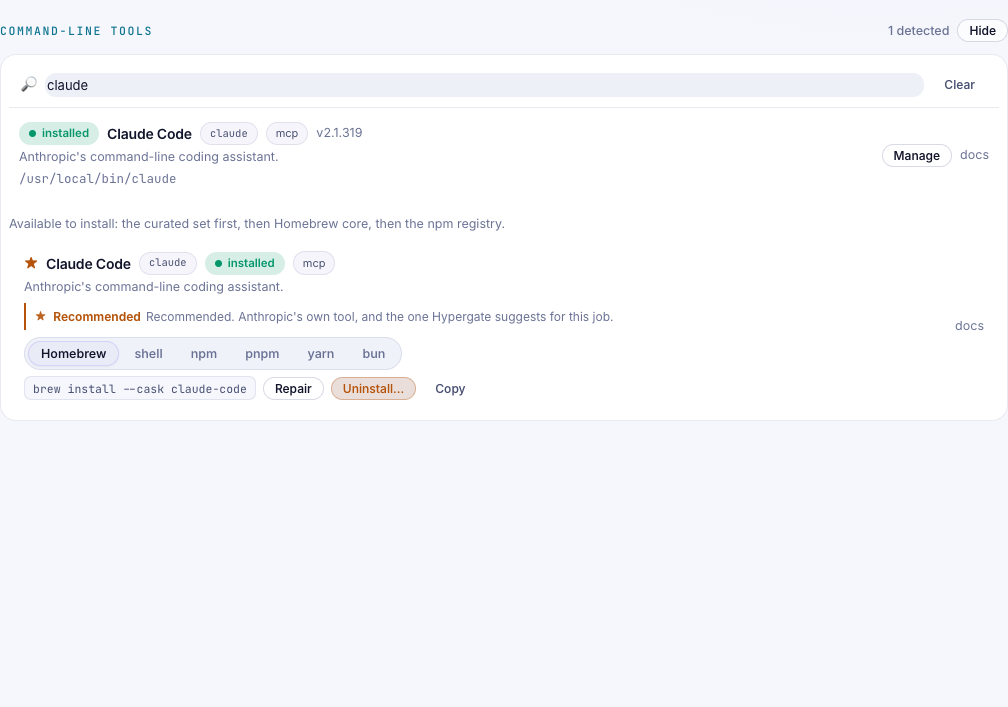 COMMAND-LINE TOOLS 1 detected Hide
claude Clear
installed Claude Code claude mcp v2.1.319
Anthropic's command-line coding assistant.
Manage docs
/usr/local/bin/claude
Available to install: the curated set first, then Homebrew core, then the npm registry.
Claude Code claude installed mcp
Anthropic's command-line coding assistant.
Recommended Recommended. Anthropic's own tool, and the one Hypergate suggests for this job.
docs
Homebrew shell npm pnpm yarn bun
brew install --cask claude-code Repair Uninstall... Copy